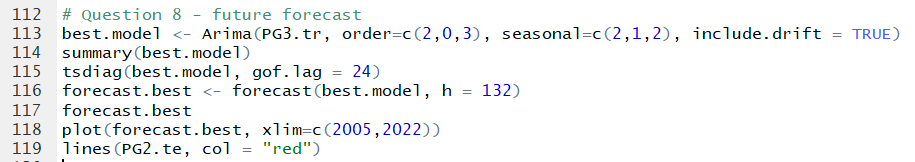 112 # Question 8 - future forecast
113 best.model <- Arima(PG3.tr, order=c(2,0,3), seasonal=c(2,1,2), include.drift = TRUE)
114 summary(best.model)
115 tsdiag(best.model, gof.lag = 24)
116 forecast.best <- forecast(best.model, h = 132)
117 forecast.best
118 plot(forecast.best, xlim=c(2005,2022))
119 lines(PG2.te, col = "red")